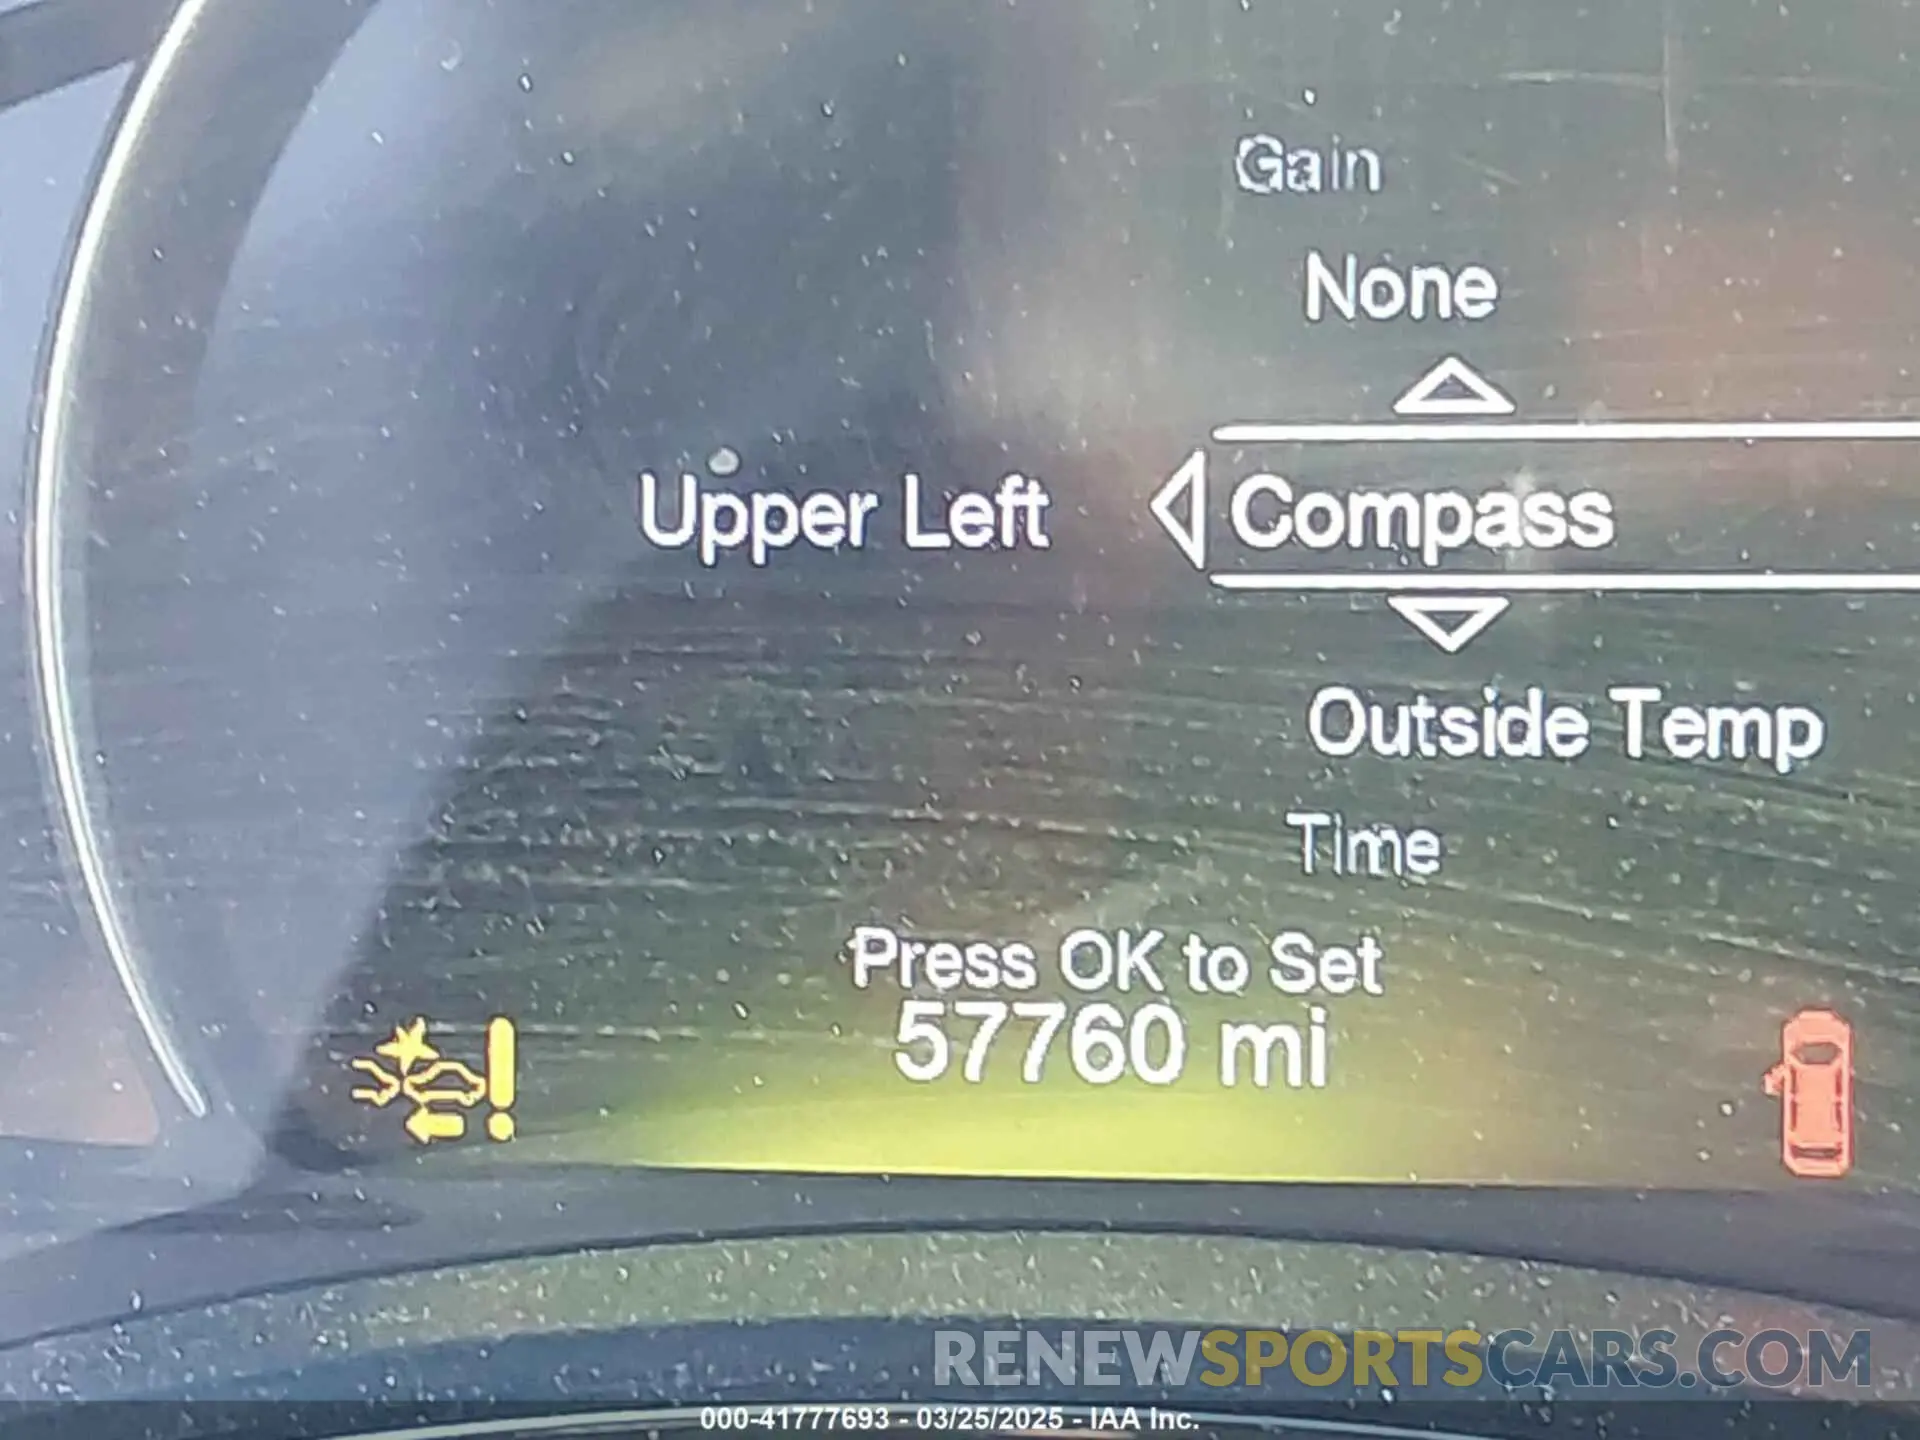 Gain
None
Upper Left Compass
Outside Temp
Time
Press OK to Set
57760 mi
RENEWSPORTSCARS.COM
000-41777693 - 03/25/2025 - IAA Inc.